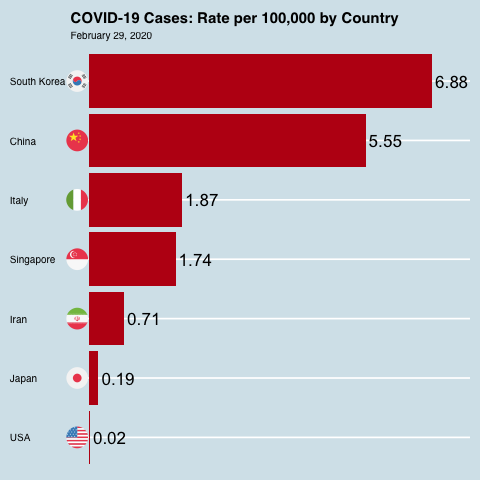 COVID-19 Cases: Rate per 100,000 by Country
February 29, 2020
South Korea 6.88
China 5.55
Italy 1.87
Singapore 1.74
Iran 0.71
Japan 0.19
USA 0.02